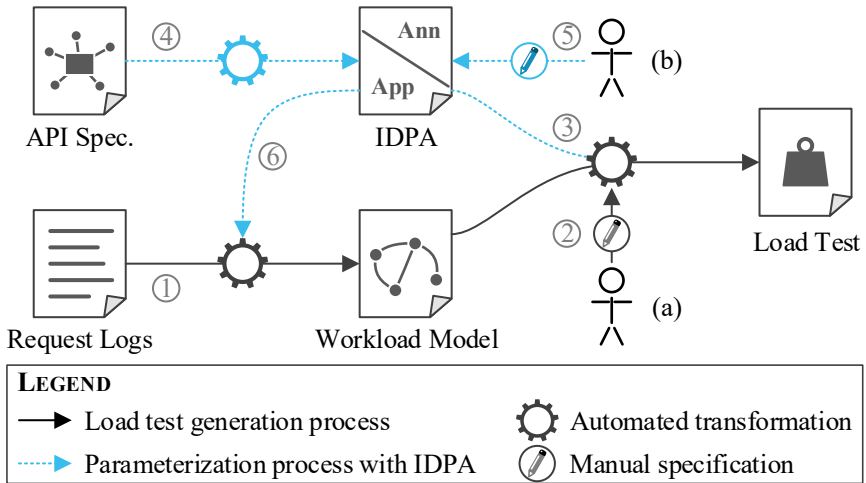 ④
⑤
Ann
App
(b)
API Spec.
IDPA
③
⑥
②
Load Test
①
(a)
Request Logs
Workload Model
LEGEND
Load test generation process
Automated transformation
Parameterization process with IDPA
Manual specification